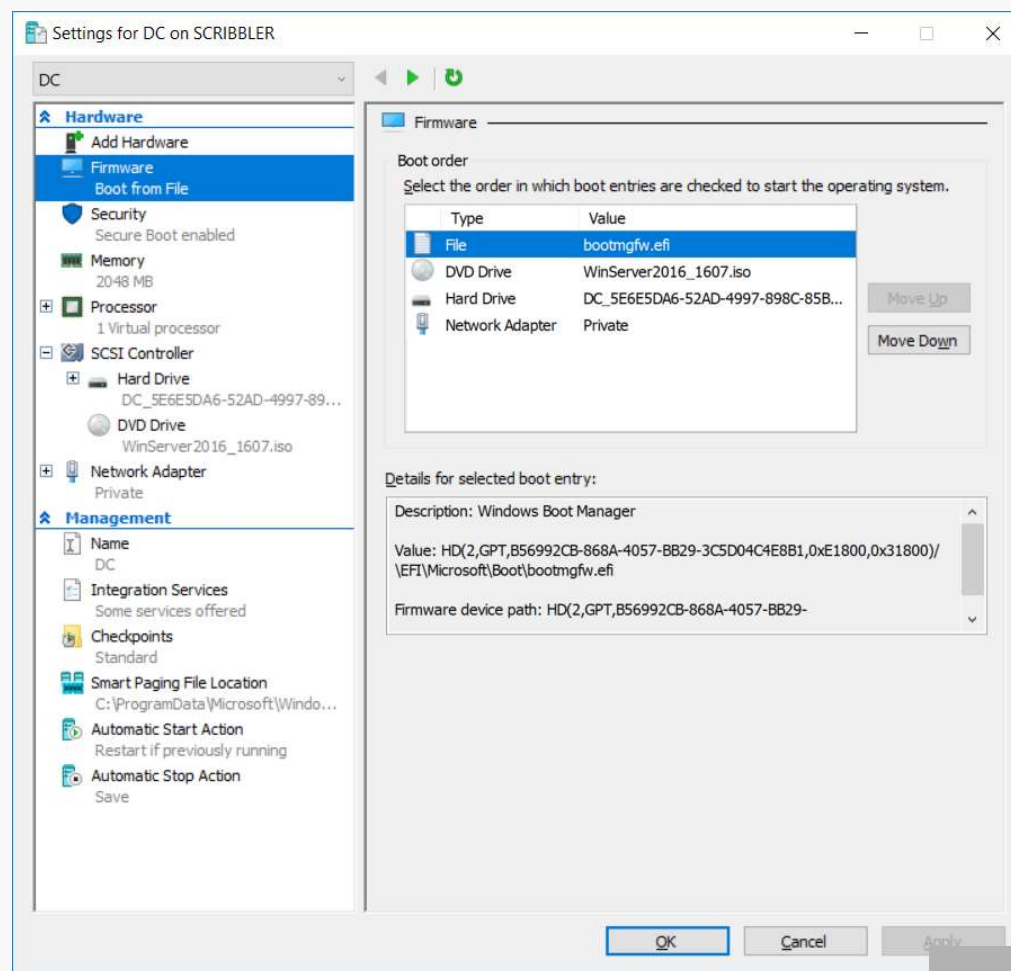 Settings for DC on SCRIBBLER
DC
Hardware
Add Hardware
Firmware
Boot from File
Security
Secure Boot enabled
Memory
2048 MB
Processor
1 Virtual processor
SCSI Controller
Hard Drive
DC_5E6E5DA6-52AD-4997-89...
DVD Drive
WinServer2016_1607.iso
Network Adapter
Private
Management
Name
DC
Integration Services
Some services offered
Checkpoints
Standard
Smart Paging File Location
C:\ProgramData\Microsoft\Windo...
Automatic Start Action
Restart if previously running
Automatic Stop Action
Save
Firmware
Boot order
Select the order in which boot entries are checked to start the operating system.
Type Value
File bootmgfw.efi
DVD Drive WinServer2016_1607.iso
Hard Drive DC_5E6E5DA6-52AD-4997-898C-85B...
Network Adapter Private
Move Up
Move Down
Details for selected boot entry:
Description: Windows Boot Manager
Value: HD(2,GPT,B56992CB-868A-4057-BB29-3C5D04C4E8B1,0xE1800,0x31800)/
\EFI\Microsoft\Boot\bootmgfw.efi
Firmware device path: HD(2,GPT,B56992CB-868A-4057-BB29-
OK
Cancel
Apply